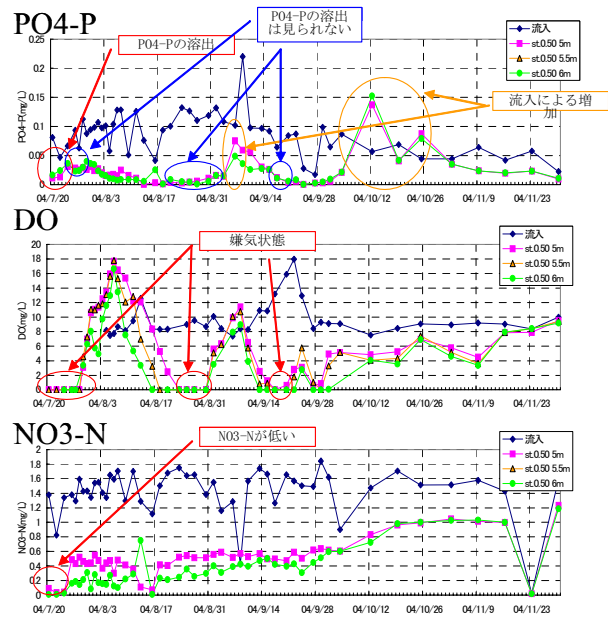 PO4-P
PO4-Pの溶出
PO4-Pの溶出
は見られない
流入による増
加
流入
st.0.50 5m
st.0.50 5.5m
st.0.50 6m
PO4-P(mg/L)
0.25
0.2
0.15
0.1
0.05
0
04/7/20 04/8/3 04/8/17 04/8/31 04/9/14 04/9/28 04/10/12 04/10/26 04/11/9 04/11/23
DO
嫌気状態
流入
st.0.50 5m
st.0.50 5.5m
st.0.50 6m
DO(mg/L)
20
18
16
14
12
10
8
6
4
2
0
04/7/20 04/8/3 04/8/17 04/8/31 04/9/14 04/9/28 04/10/12 04/10/26 04/11/9 04/11/23
NO3-N
NO3-Nが低い
流入
st.0.50 5m
st.0.50 5.5m
st.0.50 6m
NO3-N(mg/L)
2
1.8
1.6
1.4
1.2
1
0.8
0.6
0.4
0.2
0
04/7/20 04/8/3 04/8/17 04/8/31 04/9/14 04/9/28 04/10/12 04/10/26 04/11/9 04/11/23